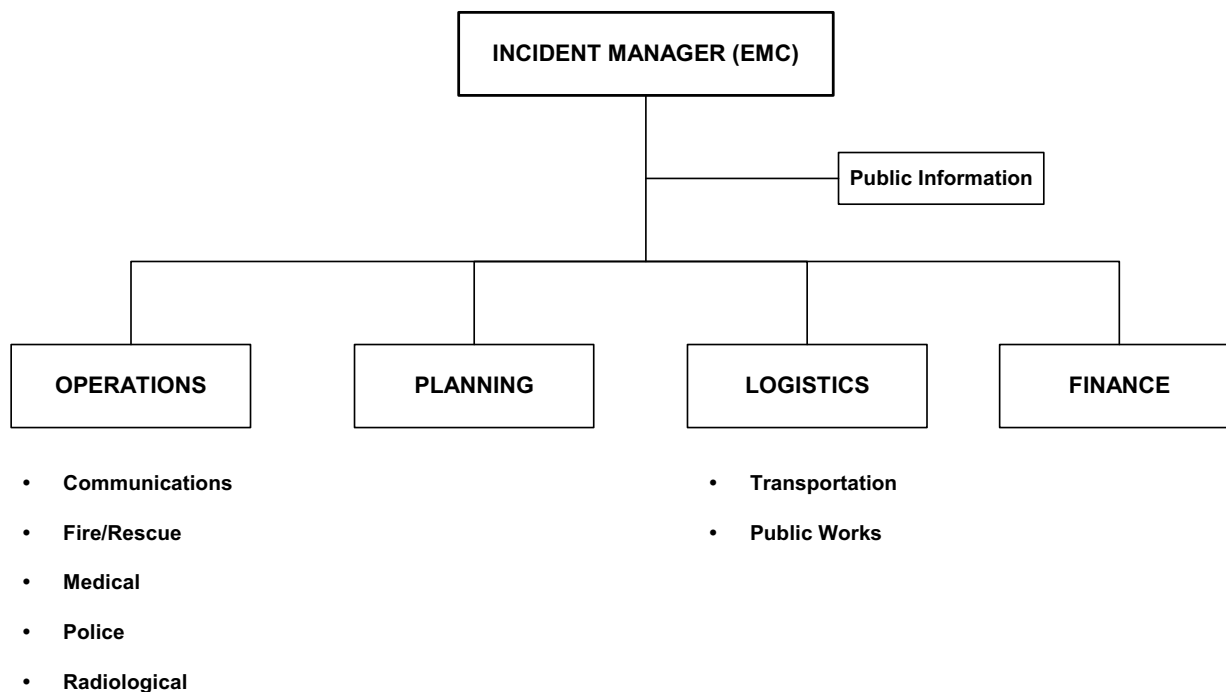 INCIDENT MANAGER (EMC)
Public Information
OPERATIONS
PLANNING
LOGISTICS
FINANCE
• Communications
• Fire/Rescue
• Medical
• Police
• Radiological
• Transportation
• Public Works